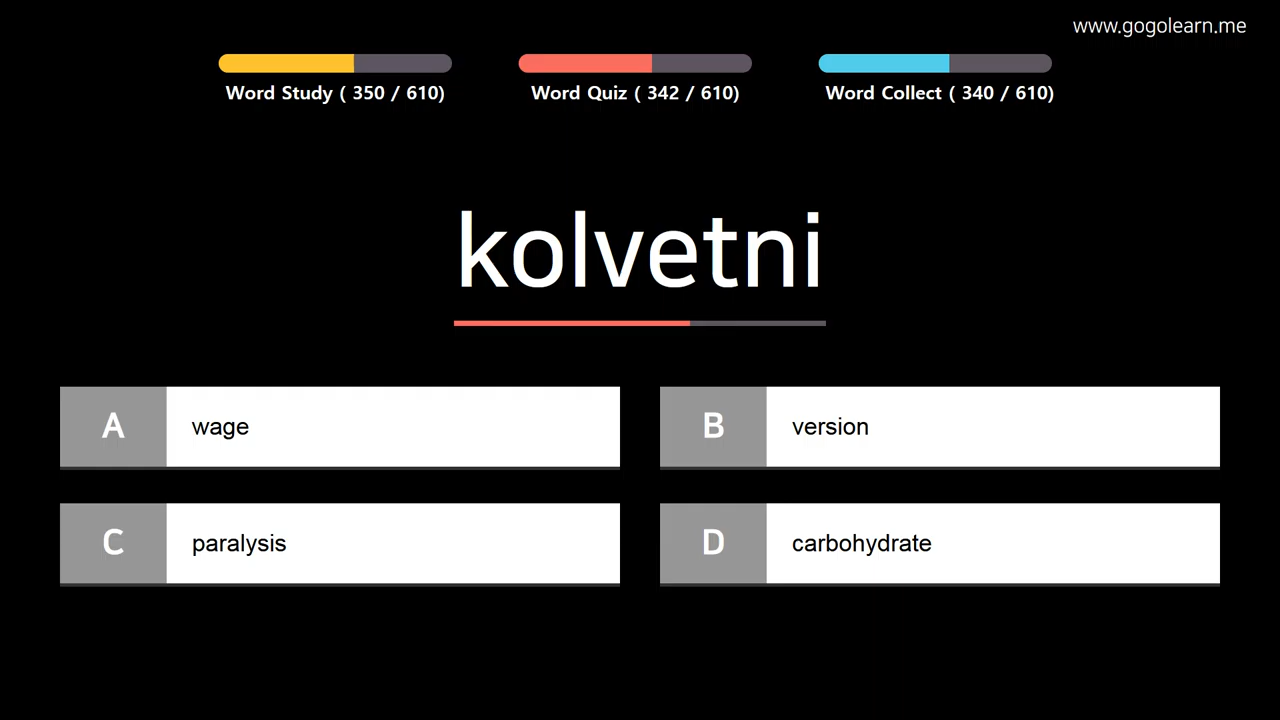 www.gogolearn.me
Word Study ( 350 / 610)
Word Quiz ( 342 / 610)
Word Collect ( 340 / 610)
kolvetni
A wage
B version
C paralysis
D carbohydrate